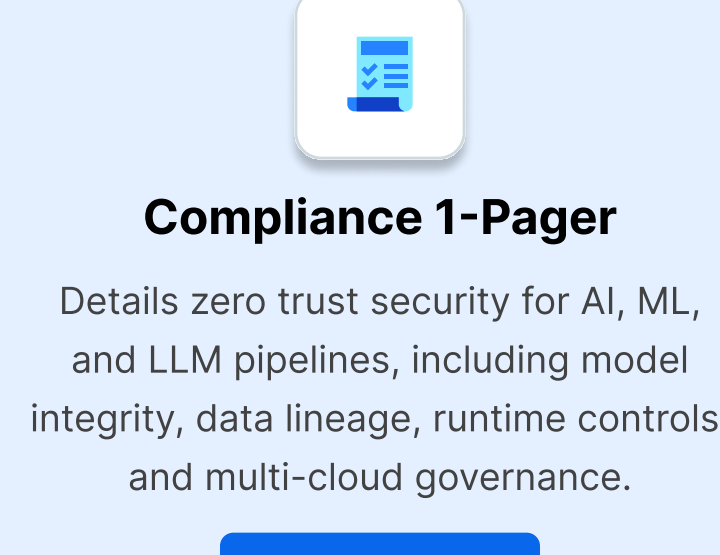 Compliance 1-Pager
Details zero trust security for AI, ML,
and LLM pipelines, including model
integrity, data lineage, runtime controls
and multi-cloud governance.